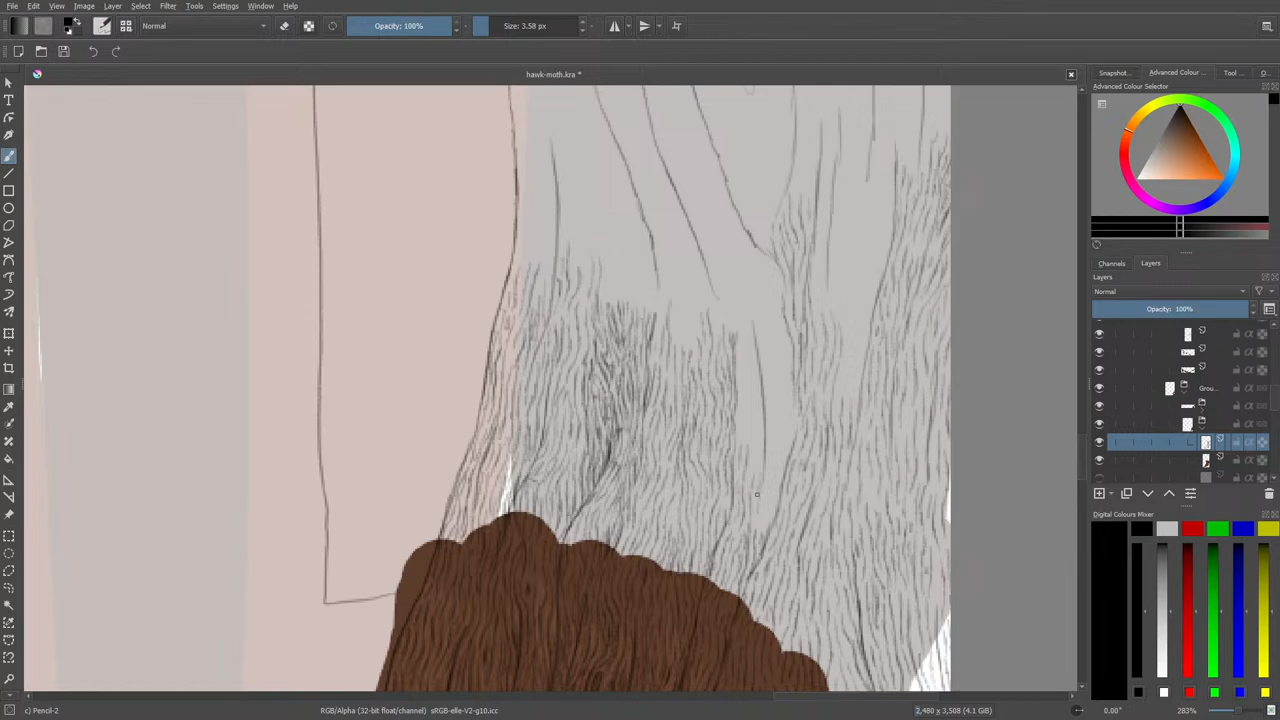 File Edit View Image Layer Select Filter Tools Settings Window Help
Normal Opacity: 100% Size: 3.58 px
hawk-moth.kra *
Snapshot... Advanced Colour ... Tool ... O...
Advanced Colour Selector
Channels Layers
Layers
Normal
Opacity: 100%
Grou...
Digital Colours Mixer
c) Pencil-2 RGB/Alpha (32-bit float/channel) sRGB-elle-V2-g10.icc 2,480 x 3,508 (4.1 GiB) 0.00° 283%